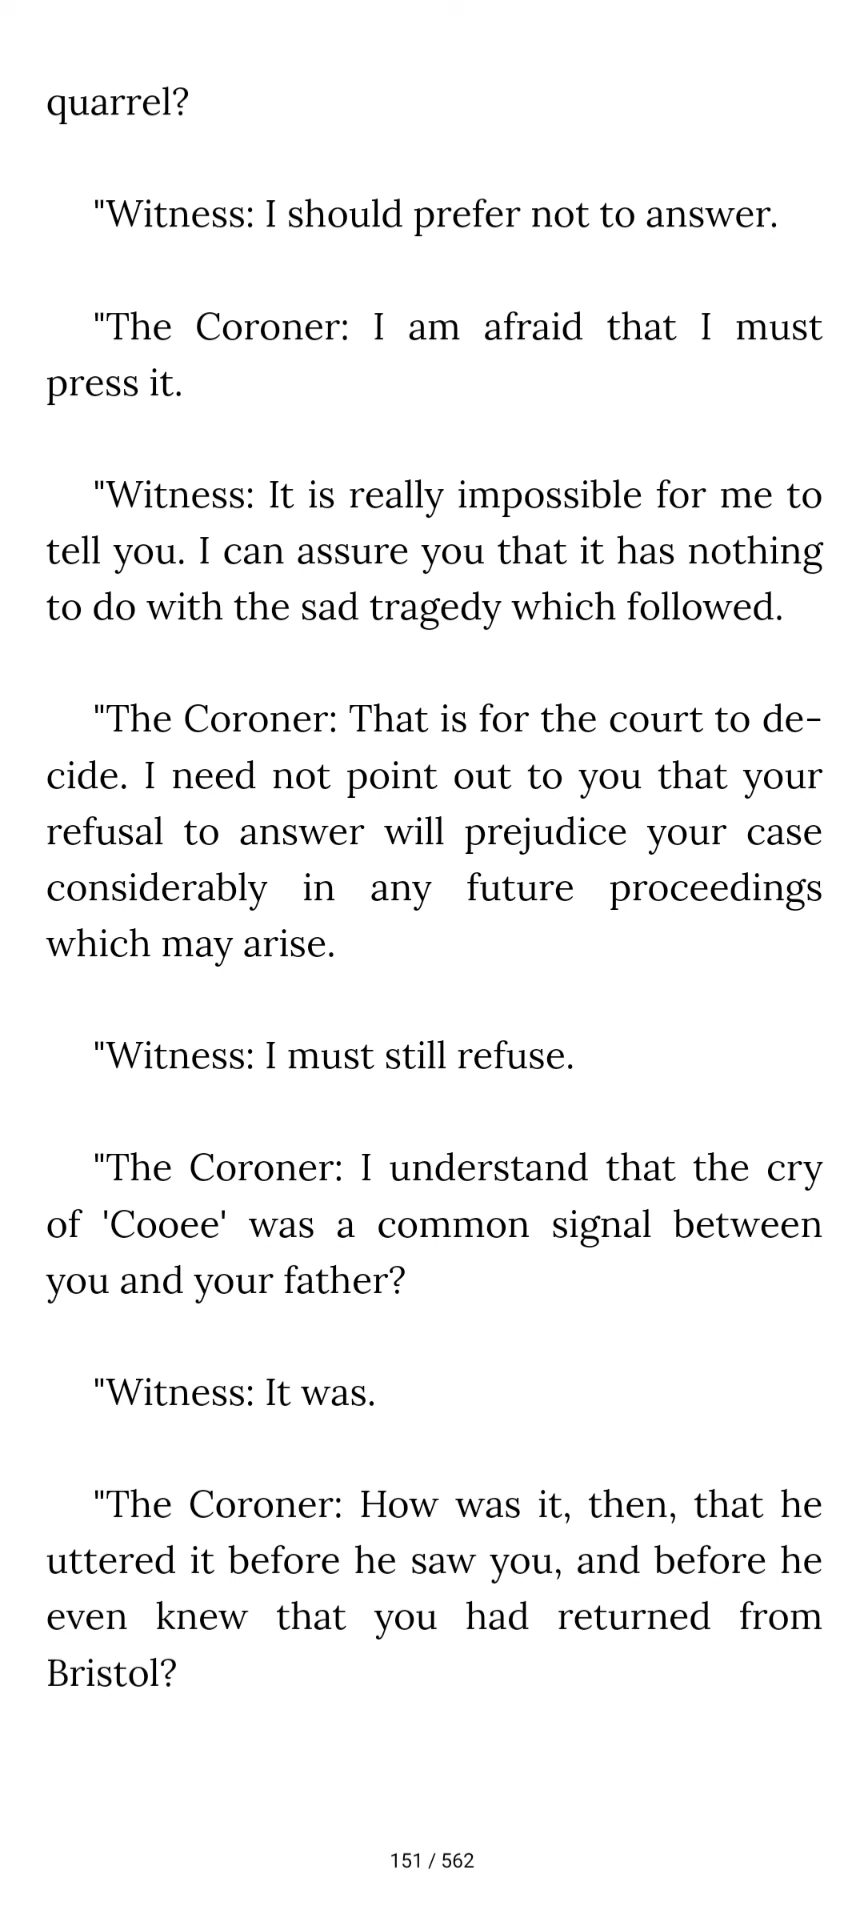 quarrel?
"Witness: I should prefer not to answer.
"The Coroner: I am afraid that I must
press it.
"Witness: It is really impossible for me to
tell you. I can assure you that it has nothing
to do with the sad tragedy which followed.
"The Coroner: That is for the court to de-
cide. I need not point out to you that your
refusal to answer will prejudice your case
considerably in any future proceedings
which may arise.
"Witness: I must still refuse.
"The Coroner: I understand that the cry
of 'Cooee' was a common signal between
you and your father?
"Witness: It was.
"The Coroner: How was it, then, that he
uttered it before he saw you, and before he
even knew that you had returned from
Bristol?
151 / 562